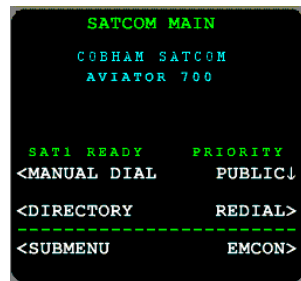 SATCOM MAIN
COBHAM SATCOM
AVIATOR 700
SAT1 READY PRIORITY
<MANUAL DIAL PUBLIC↓
<DIRECTORY REDIAL>
<SUBMENU EMCON>